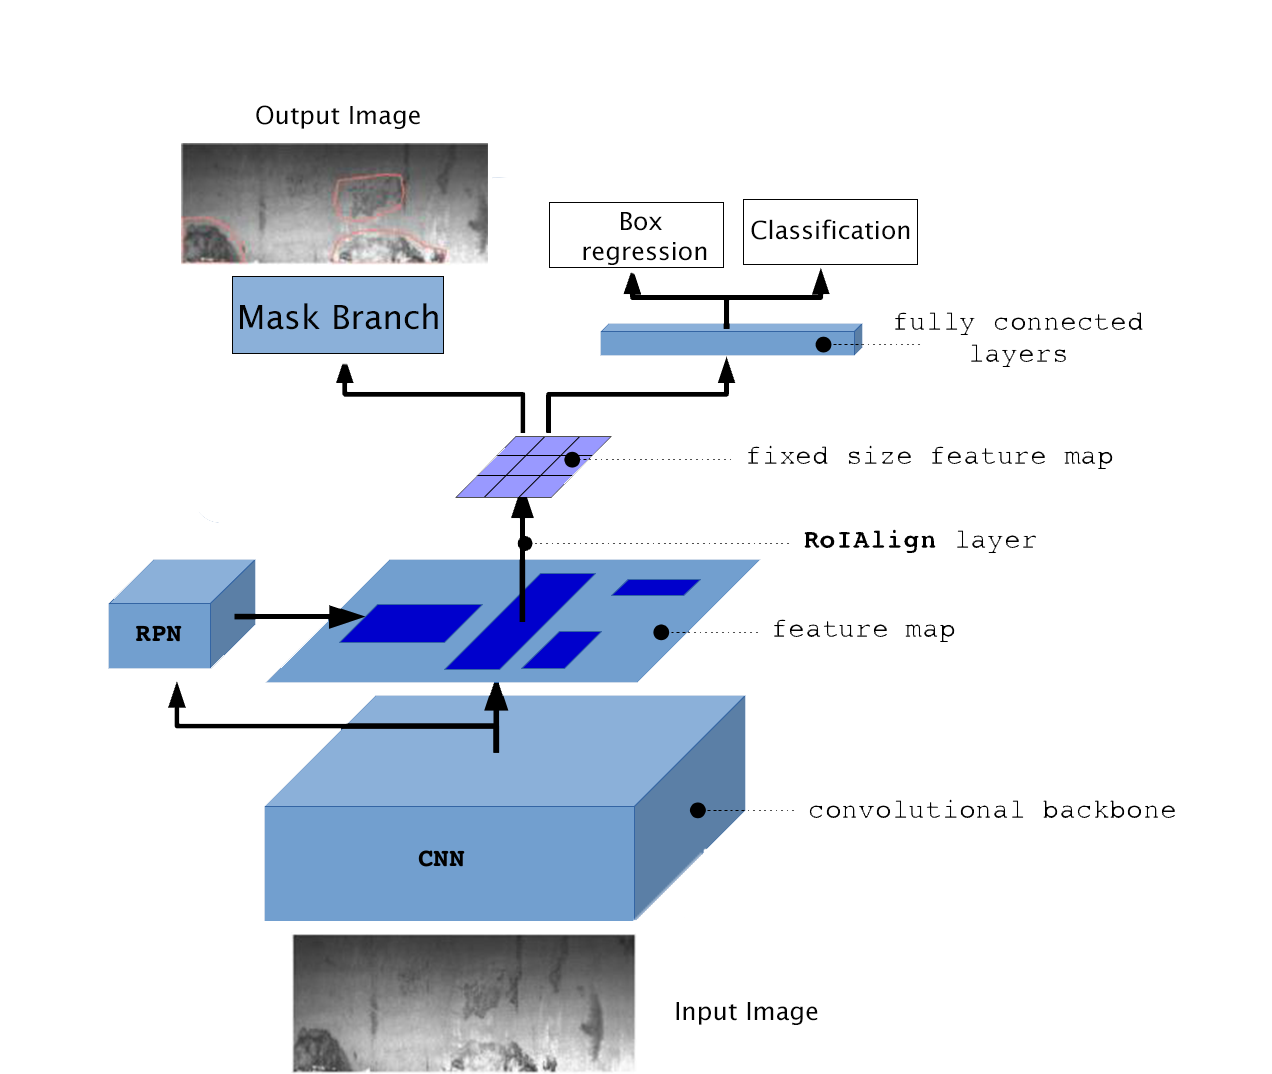 Output Image
Box
regression
Classification
Mask Branch
fully connected
layers
fixed size feature map
RoIAlign layer
RPN
feature map
convolutional backbone
CNN
Input Image